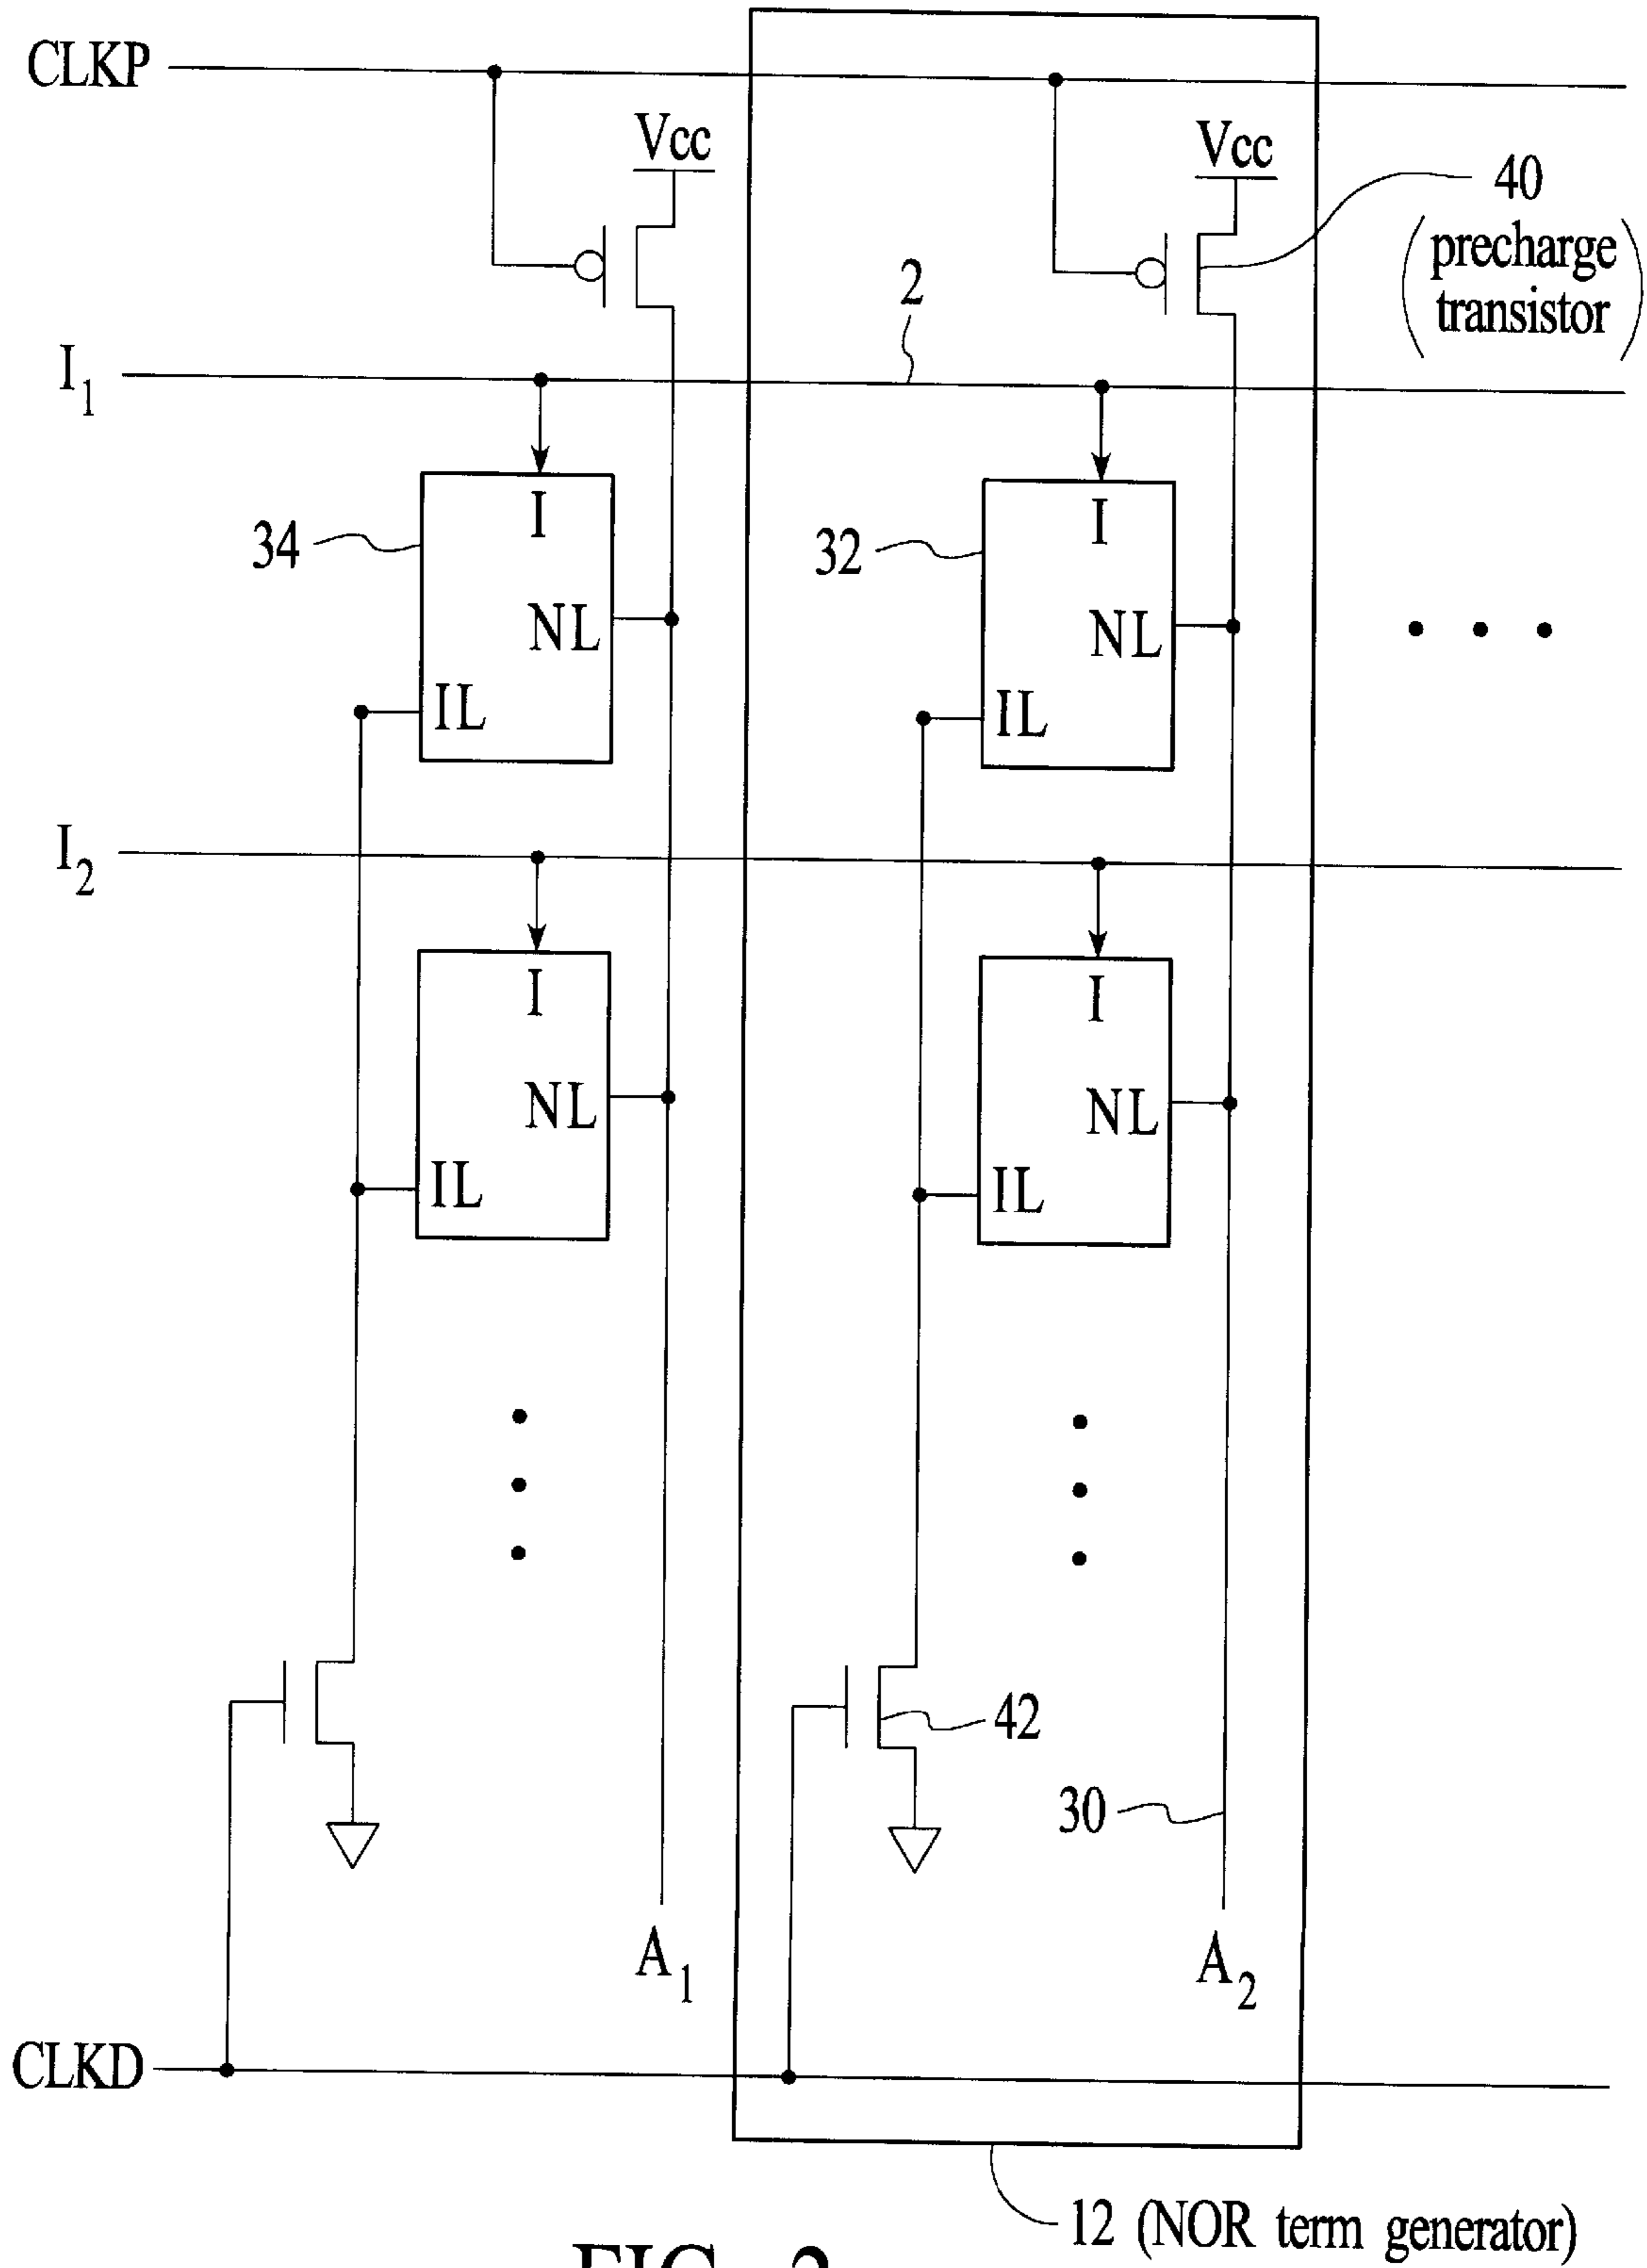 CLKP
Vcc
Vcc
40
(precharge
transistor)
2
I1
I
I
34
32
NL
NL
IL
IL
I2
I
I
NL
NL
IL
IL
42
30
A1
A2
CLKD
12 (NOR term generator)